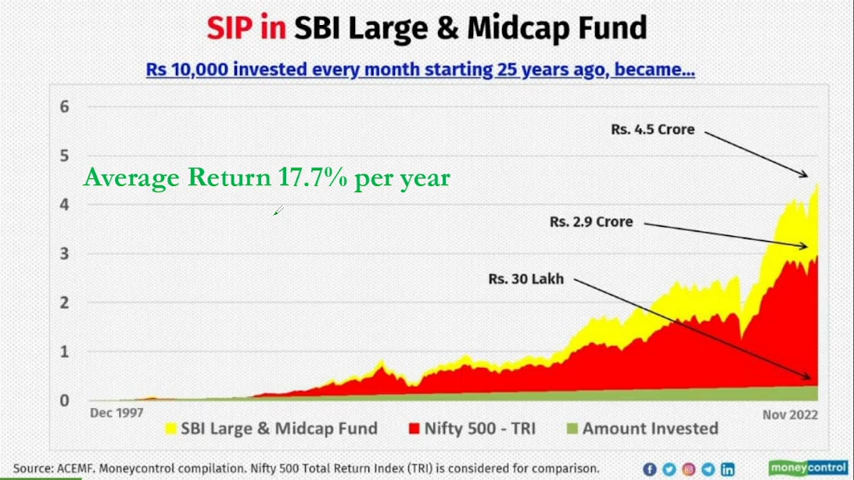 SIP in SBI Large & Midcap Fund
Rs 10,000 invested every month starting 25 years ago, became...
6
Rs. 4.5 Crore
5
Average Return 17.7% per year
4
Rs. 2.9 Crore
3
Rs. 30 Lakh
2
1
0
Dec 1997
Nov 2022
SBI Large & Midcap Fund Nifty 500 - TRI Amount Invested
Source: ACEMF. Moneycontrol compilation. Nifty 500 Total Return Index (TRI) is considered for comparison.
moneycontrol